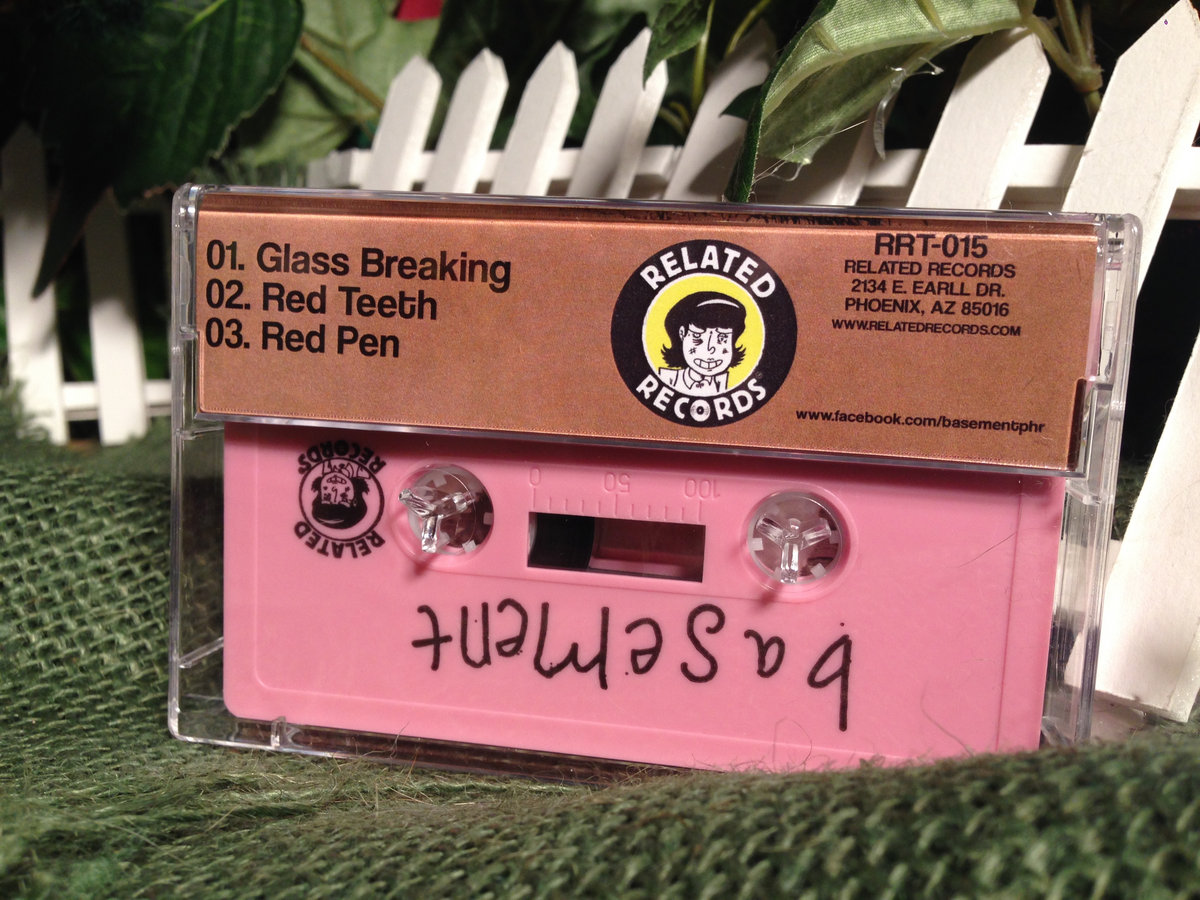 01. Glass Breaking
02. Red Teeth
03. Red Pen
RELATED
RECORDS
RRT-015
RELATED RECORDS
2134 E. EARLL DR.
PHOENIX, AZ 85016
WWW.RELATEDRECORDS.COM
www.facebook.com/basementphr
RELATED
RECORDS
0 50 100
basement